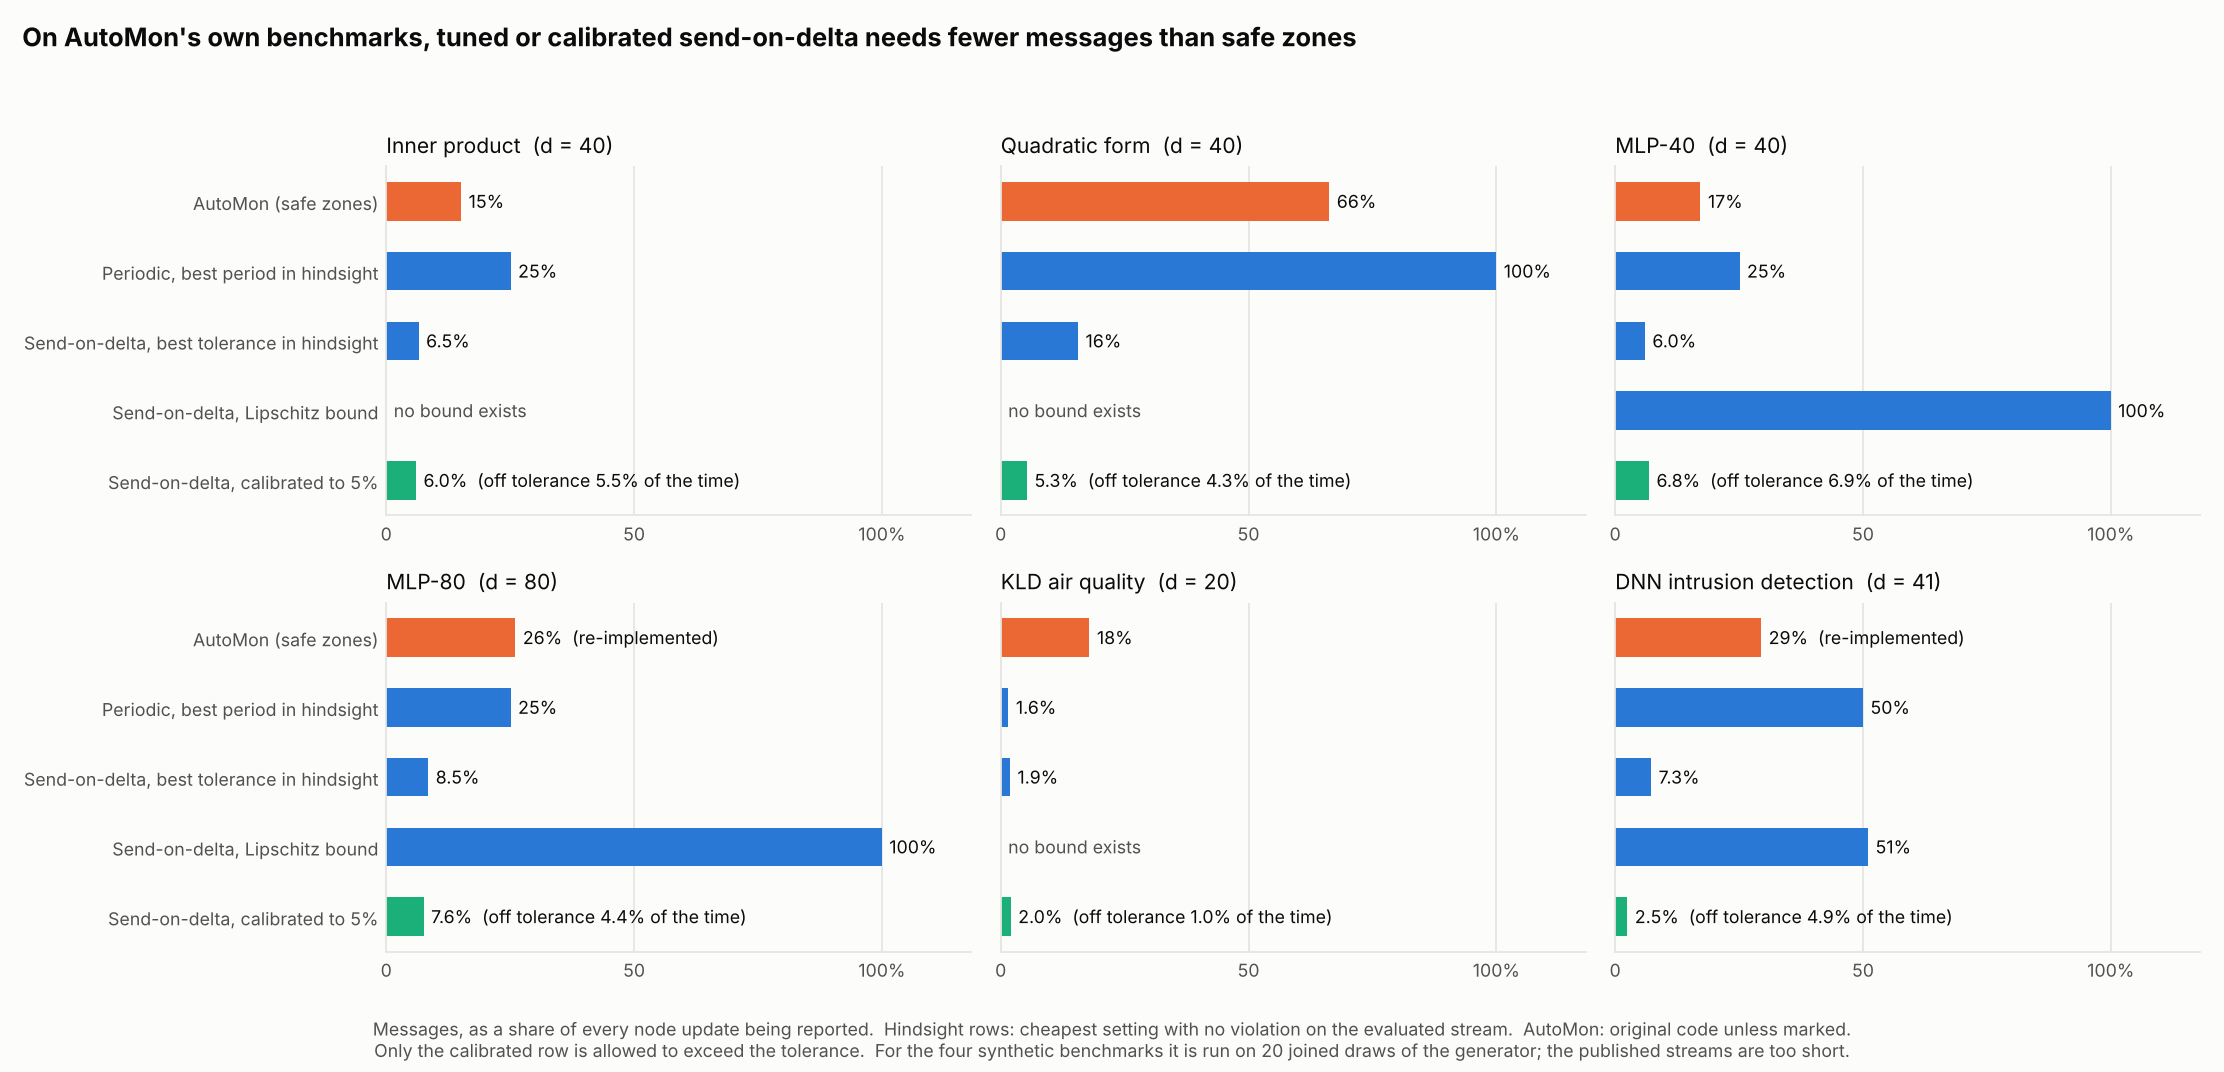 On AutoMon's own benchmarks, tuned or calibrated send-on-delta needs fewer messages than safe zones
Inner product (d = 40)
AutoMon (safe zones) 15%
Periodic, best period in hindsight 25%
Send-on-delta, best tolerance in hindsight 6.5%
Send-on-delta, Lipschitz bound no bound exists
Send-on-delta, calibrated to 5% 6.0% (off tolerance 5.5% of the time)
0 50 100%
Quadratic form (d = 40)
66%
100%
16%
no bound exists
5.3% (off tolerance 4.3% of the time)
0 50 100%
MLP-40 (d = 40)
17%
25%
6.0%
100%
6.8% (off tolerance 6.9% of the time)
0 50 100%
MLP-80 (d = 80)
AutoMon (safe zones) 26% (re-implemented)
Periodic, best period in hindsight 25%
Send-on-delta, best tolerance in hindsight 8.5%
Send-on-delta, Lipschitz bound 100%
Send-on-delta, calibrated to 5% 7.6% (off tolerance 4.4% of the time)
0 50 100%
KLD air quality (d = 20)
18%
1.6%
1.9%
no bound exists
2.0% (off tolerance 1.0% of the time)
0 50 100%
DNN intrusion detection (d = 41)
29% (re-implemented)
50%
7.3%
51%
2.5% (off tolerance 4.9% of the time)
0 50 100%
Messages, as a share of every node update being reported. Hindsight rows: cheapest setting with no violation on the evaluated stream. AutoMon: original code unless marked.
Only the calibrated row is allowed to exceed the tolerance. For the four synthetic benchmarks it is run on 20 joined draws of the generator; the published streams are too short.